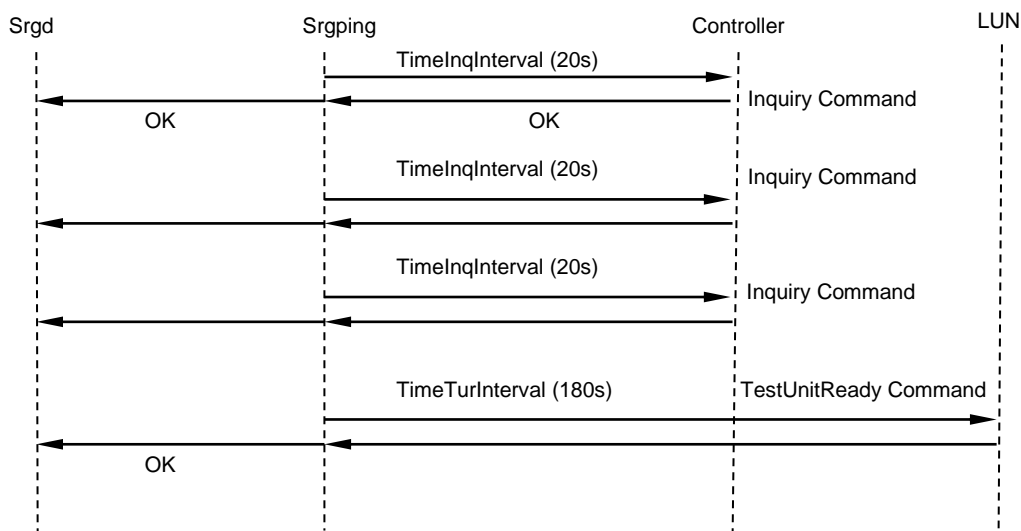 Srgd
Srgping
Controller
LUN
TimeInqInterval (20s)
Inquiry Command
OK
OK
TimeInqInterval (20s)
Inquiry Command
TimeInqInterval (20s)
Inquiry Command
TimeTurInterval (180s)
TestUnitReady Command
OK